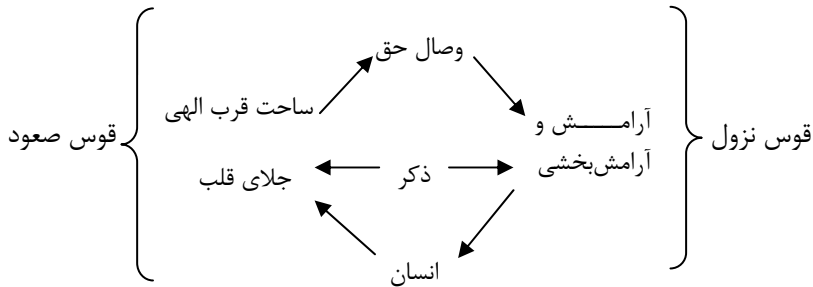 وصال حق
ساحت قرب الهی
آرامـــــش و
آرامش‌بخشی
قوس نزول
قوس صعود
ذکر
جلای قلب
انسان